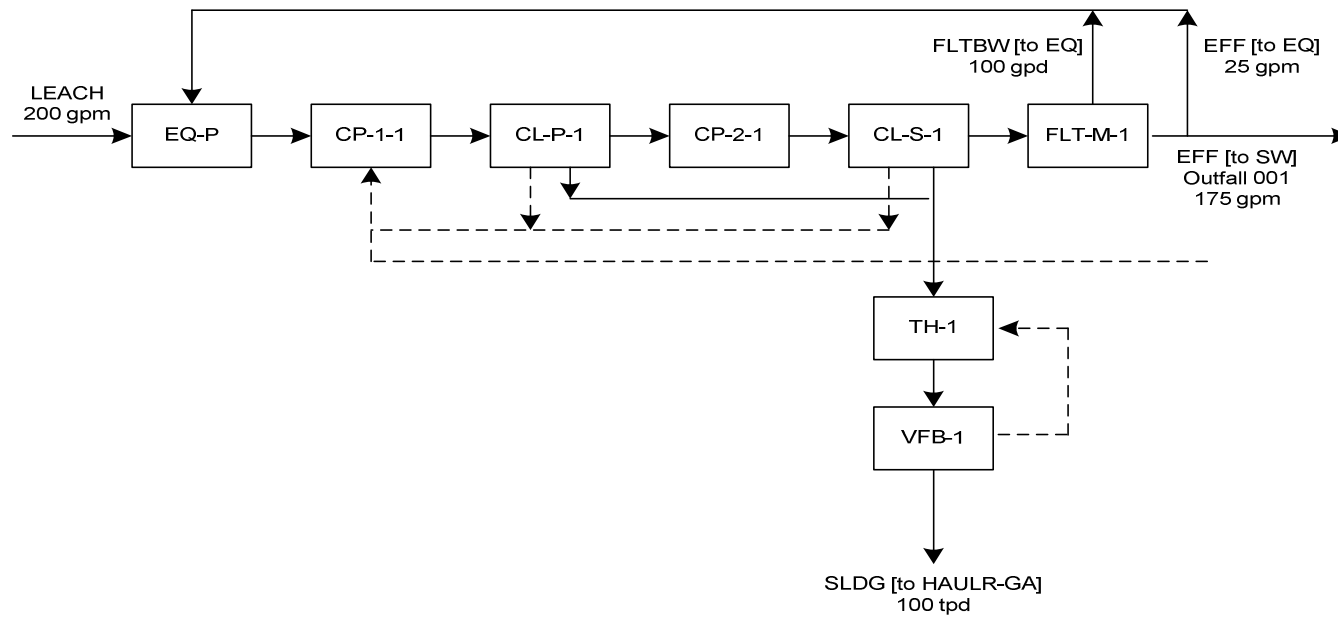 FLTBW [to EQ]
100 gpd
EFF [to EQ]
25 gpm
LEACH
200 gpm
EQ-P
CP-1-1
CL-P-1
CP-2-1
CL-S-1
FLT-M-1
EFF [to SW]
Outfall 001
175 gpm
TH-1
VFB-1
SLDG [to HAULR-GA]
100 tpd